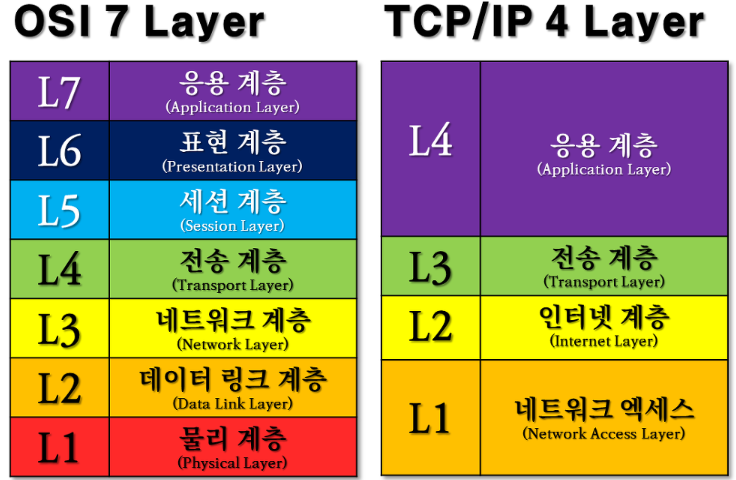 OSI 7 Layer
L7
응용 계층
(Application Layer)
L6
표현 계층
(Presentation Layer)
L5
세션 계층
(Session Layer)
L4
전송 계층
(Transport Layer)
L3
네트워크 계층
(Network Layer)
L2
데이터 링크 계층
(Data Link Layer)
L1
물리 계층
(Physical Layer)
TCP/IP 4 Layer
L4
응용 계층
(Application Layer)
L3
전송 계층
(Transport Layer)
L2
인터넷 계층
(Internet Layer)
L1
네트워크 엑세스
(Network Access Layer)